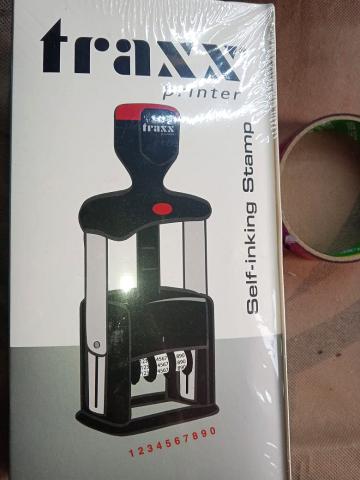 traxx
printer
traxx
Self-inking Stamp
1234567890